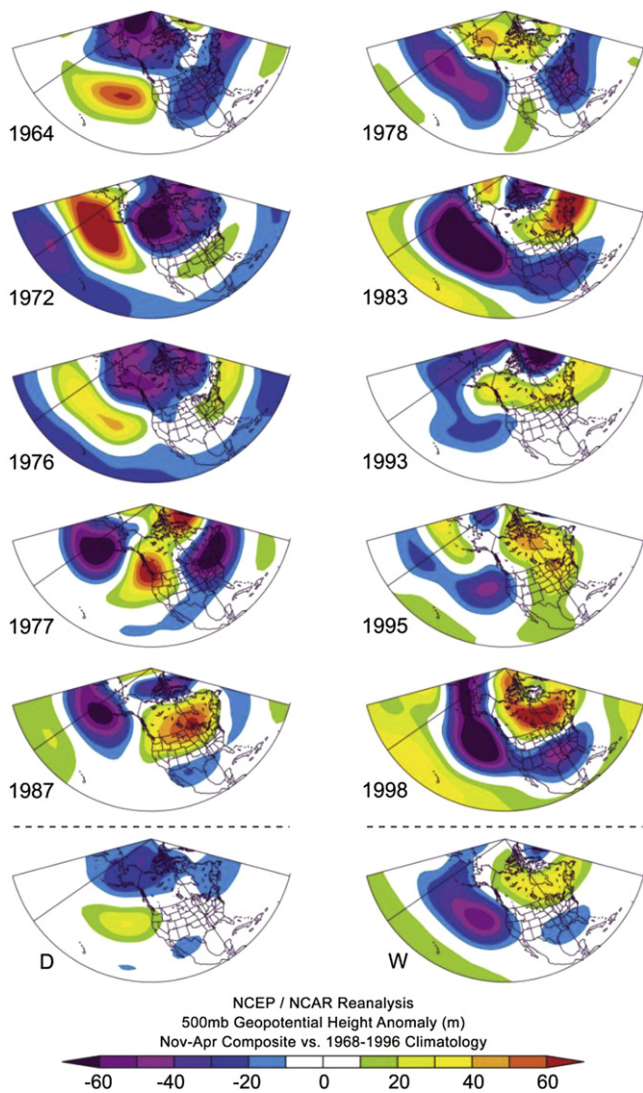 1964
1978
1972
1983
1976
1993
1977
1995
1987
1998
D
W
NCEP / NCAR Reanalysis
500mb Geopotential Height Anomaly (m)
Nov-Apr Composite vs. 1968-1996 Climatology
-60 -40 -20 0 20 40 60